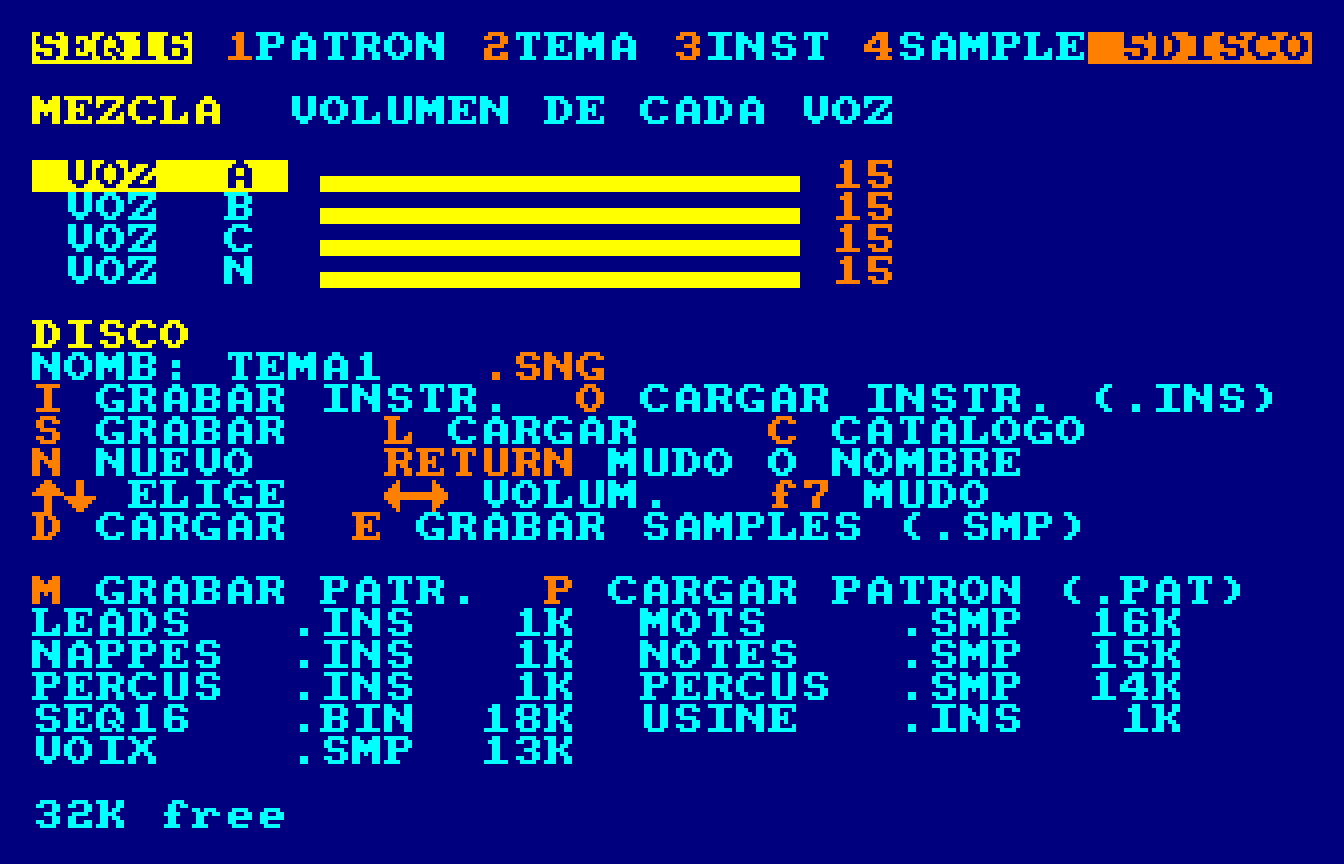 SEQ16 1PATRON 2TEMA 3INST 4SAMPLE 5DISCO
MEZCLA VOLUMEN DE CADA VOZ
VOZ A 15
VOZ B 15
VOZ C 15
VOZ N 15
DISCO
NOMB: TEMA1 .SNG
I GRABAR INSTR. O CARGAR INSTR. (.INS)
S GRABAR L CARGAR C CATALOGO
N NUEVO RETURN MUDO O NOMBRE
↑↓ ELIGE ↔ VOLUM. f7 MUDO
D CARGAR E GRABAR SAMPLES (.SMP)
M GRABAR PATR. P CARGAR PATRON (.PAT)
LEADS .INS 1K MOTS .SMP 16K
NAPPES .INS 1K NOTES .SMP 15K
PERCUS .INS 1K PERCUS .SMP 14K
SEQ16 .BIN 18K USINE .INS 1K
VOIX .SMP 13K
32K free